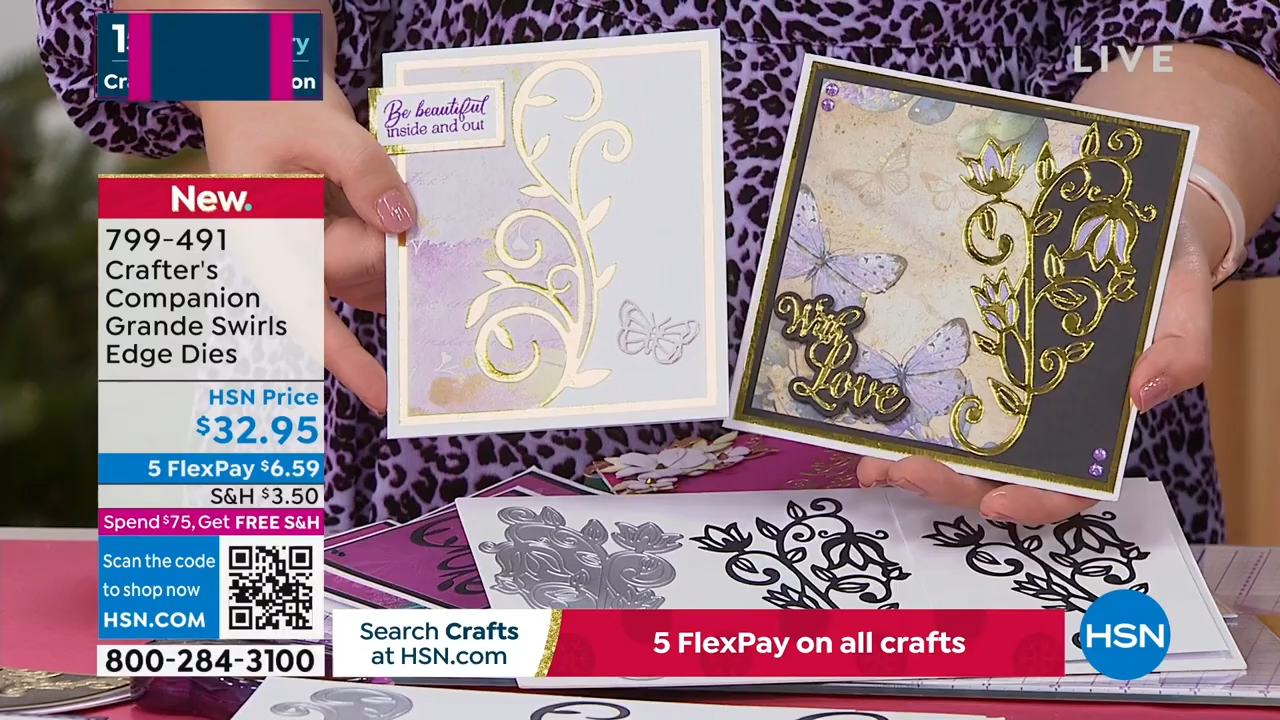 LIVE
Be beautiful
inside and out
With
Love
New.
799-491
Crafter's
Companion
Grande Swirls
Edge Dies
HSN Price
$32.95
5 FlexPay $6.59
S&H $3.50
Spend $75, Get FREE S&H
Scan the code
to shop now
HSN.COM
800-284-3100
Search Crafts
at HSN.com
5 FlexPay on all crafts
HSN